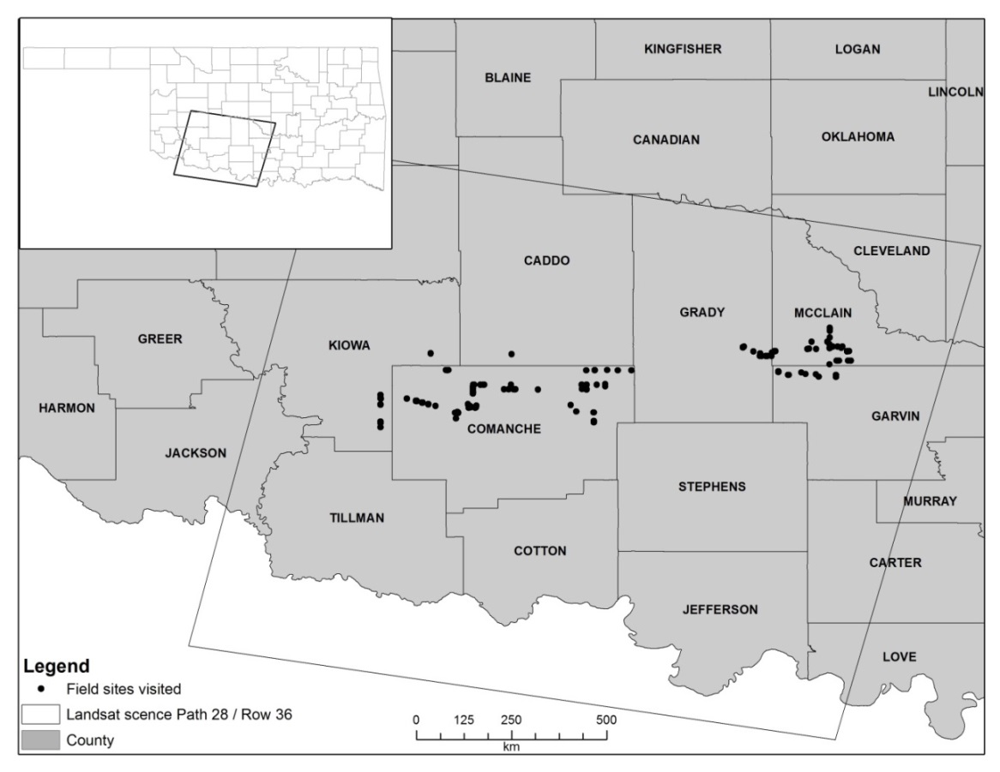 KINGFISHER
LOGAN
BLAINE
LINCOLN
CANADIAN
OKLAHOMA
CADDO
CLEVELAND
GRADY
MCCLAIN
GREER
KIOWA
HARMON
COMANCHE
GARVIN
JACKSON
STEPHENS
MURRAY
TILLMAN
COTTON
CARTER
JEFFERSON
LOVE
Legend
Field sites visited
Landsat scence Path 28 / Row 36
County
0 125 250 500
km